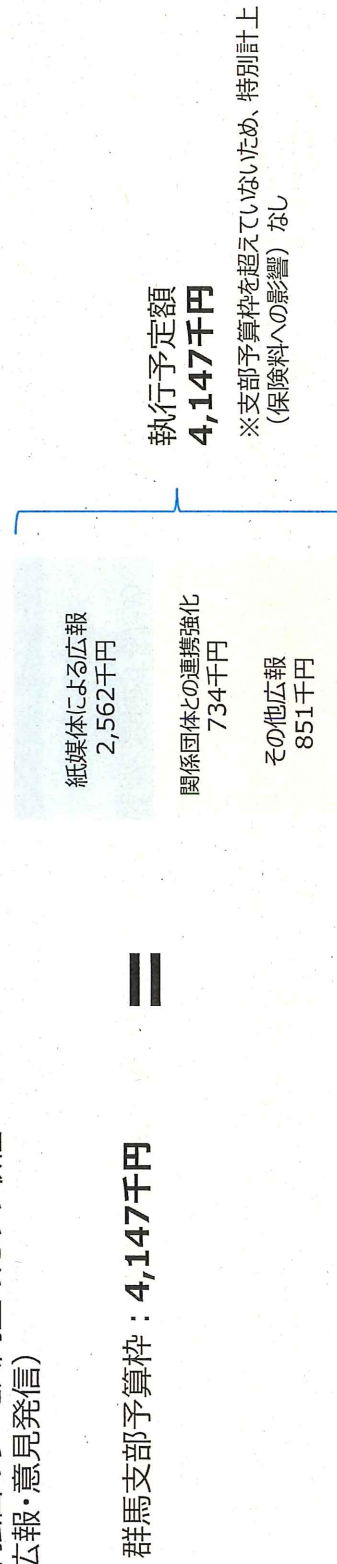 広報・意見発信）
群馬支部予算枠：4,147千円
＝
紙媒体による広報
2,562千円
関係団体との連携強化
734千円
その他広報
851千円
執行予定額
4,147千円
※支部予算枠を超えていないため、特別計上
（保険料への影響）なし